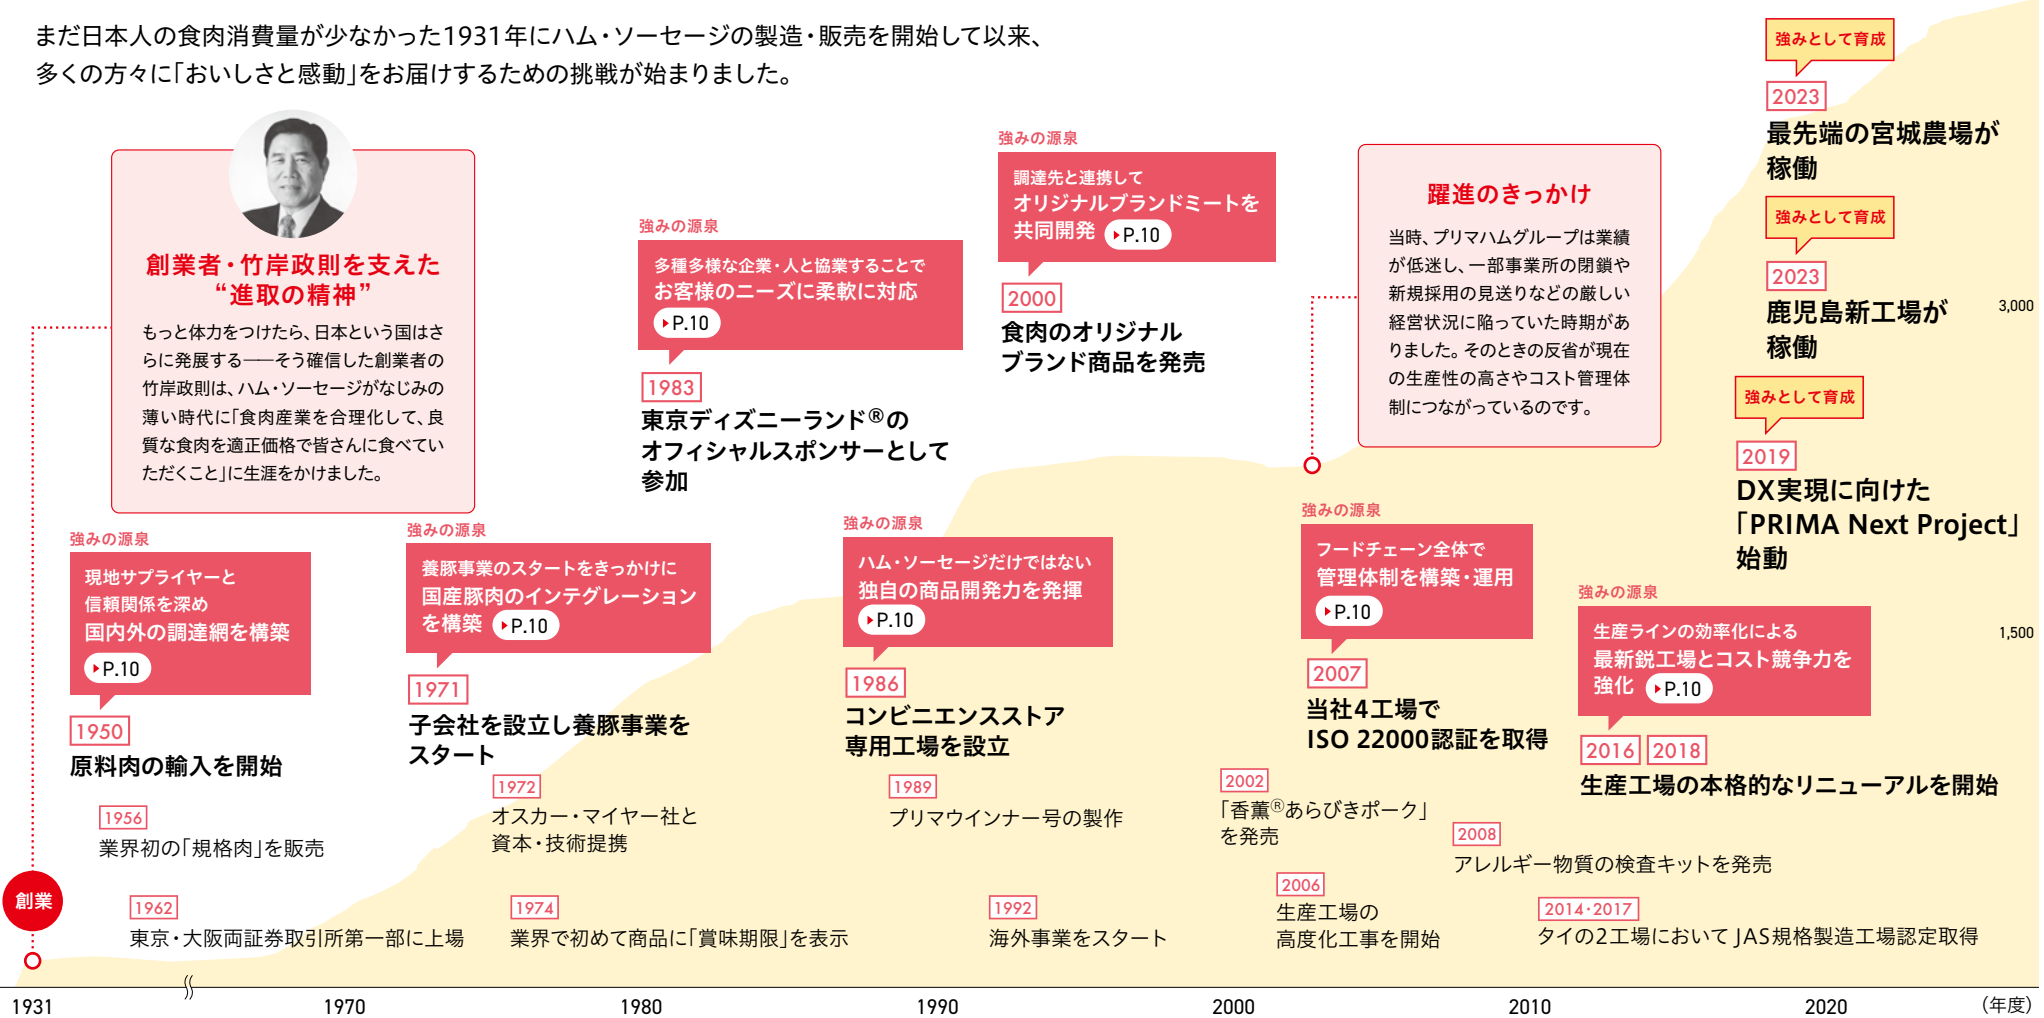 まだ日本人の食肉消費量が少なかった1931年にハム・ソーセージの製造・販売を開始して以来、
多くの方々に「おいしさと感動」をお届けするための挑戦が始まりました。
創業者・竹岸政則を支えた
“進取の精神”
もっと体力をつけたら、日本という国はさ
らに発展する──そう確信した創業者の
竹岸政則は、ハム・ソーセージがなじみの
薄い時代に「食肉産業を合理化して、良
質な食肉を適正価格で皆さんに食べてい
ただくこと」に生涯をかけました。
創業
強みの源泉
現地サプライヤーと
信頼関係を深め
国内外の調達網を構築
P.10
1950
原料肉の輸入を開始
1956
業界初の「規格肉」を販売
1962
東京・大阪両証券取引所第一部に上場
強みの源泉
養豚事業のスタートをきっかけに
国産豚肉のインテグレーション
を構築 P.10
1971
子会社を設立し養豚事業を
スタート
1972
オスカー・マイヤー社と
資本・技術提携
1974
業界で初めて商品に「賞味期限」を表示
強みの源泉
多種多様な企業・人と協業することで
お客様のニーズに柔軟に対応
P.10
1983
東京ディズニーランド®の
オフィシャルスポンサーとして
参加
強みの源泉
ハム・ソーセージだけではない
独自の商品開発力を発揮
P.10
1986
コンビニエンスストア
専用工場を設立
1989
プリマウインナー号の製作
1992
海外事業をスタート
強みの源泉
調達先と連携して
オリジナルブランドミートを
共同開発 P.10
2000
食肉のオリジナル
ブランド商品を発売
2002
「香薫®あらびきポーク」
を発売
2006
生産工場の
高度化工事を開始
躍進のきっかけ
当時、プリマハムグループは業績
が低迷し、一部事業所の閉鎖や
新規採用の見送りなどの厳しい
経営状況に陥っていた時期があ
りました。そのときの反省が現在
の生産性の高さやコスト管理体
制につながっているのです。
強みの源泉
フードチェーン全体で
管理体制を構築・運用
P.10
2007
当社4工場で
ISO 22000認証を取得
2008
アレルギー物質の検査キットを発売
2014・2017
タイの2工場において JAS規格製造工場認定取得
強みの源泉
生産ラインの効率化による
最新鋭工場とコスト競争力を
強化 P.10
2016 2018
生産工場の本格的なリニューアルを開始
強みとして育成
2023
最先端の宮城農場が
稼働
強みとして育成
2023
鹿児島新工場が
稼働
強みとして育成
2019
DX実現に向けた
「PRIMA Next Project」
始動
3,000
1,500
1931 1970 1980 1990 2000 2010 2020 (年度)